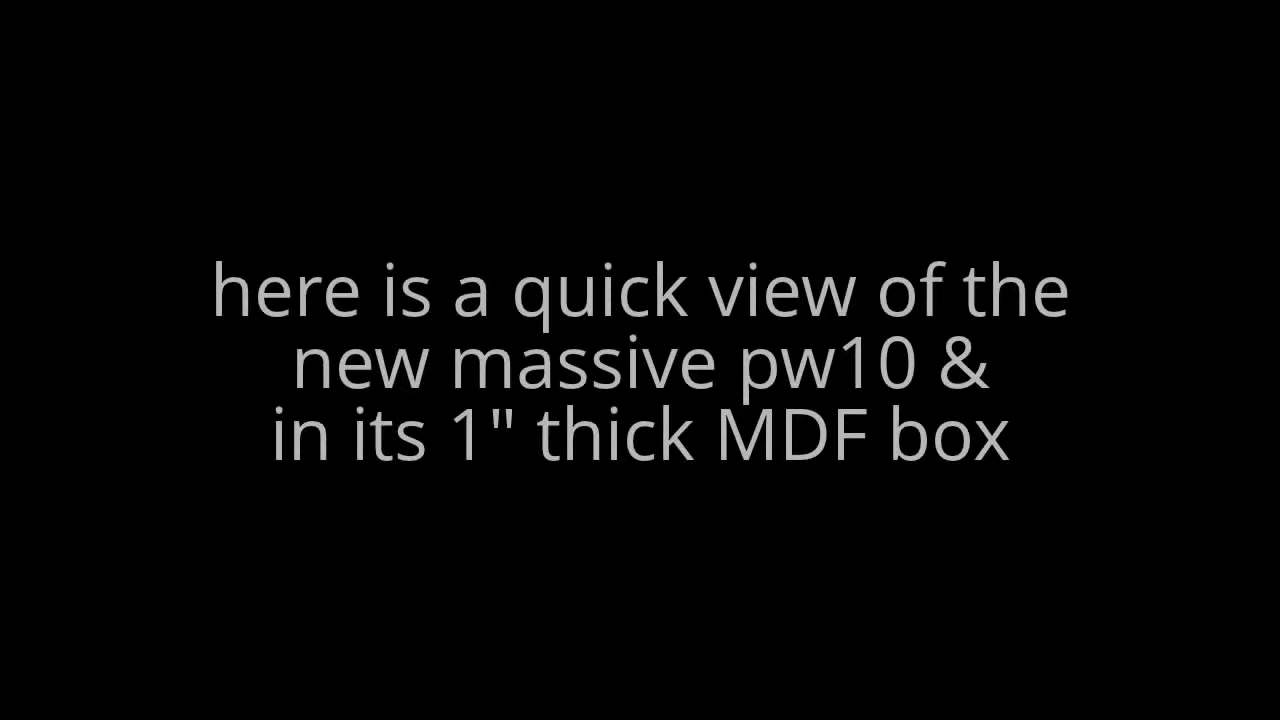 here is a quick view of the
new massive pw10 &
in its 1" thick MDF box